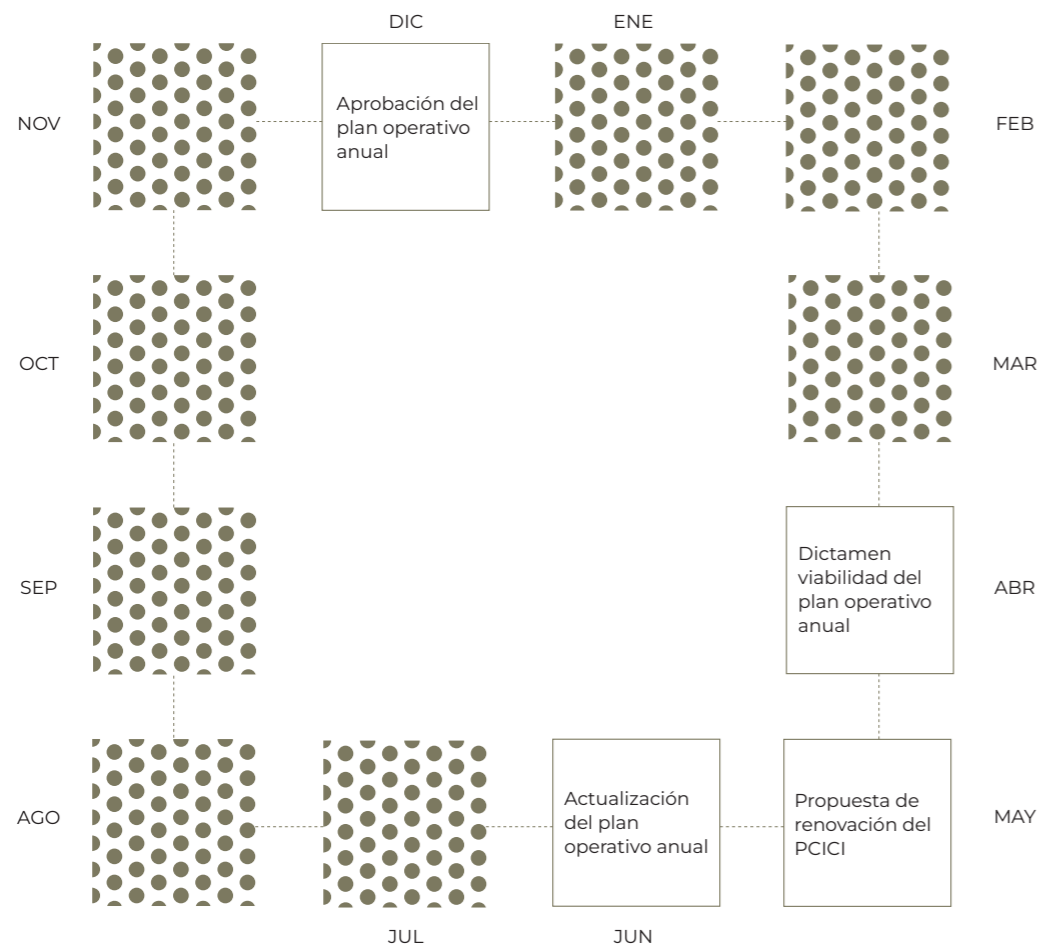 DIC
ENE
NOV
Aprobación del
plan operativo
anual
FEB
OCT
MAR
SEP
Dictamen
viabilidad del
plan operativo
anual
ABR
AGO
Actualización
del plan
operativo anual
Propuesta de
renovación del
PCICI
MAY
JUL
JUN